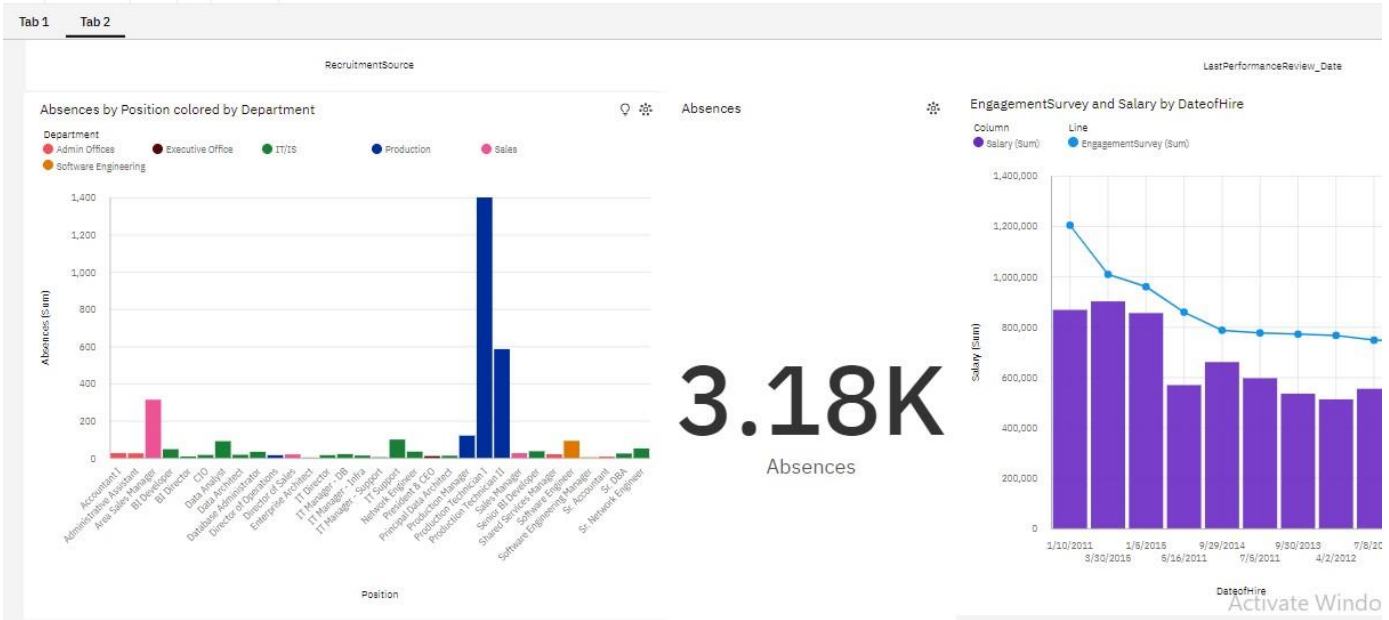 Tab 1 Tab 2
RecruitmentSource
LastPerformanceReview_Date
Absences by Position colored by Department
Department
Admin Offices Executive Office IT/IS Production Sales
Software Engineering
Absences (Sum)
1,400
1,200
1,000
800
600
400
200
0
Accountant I
Administrative Assistant
Area Sales Manager
BI Developer
BI Director
CIO
Data Analyst
Data Architect
Database Administrator
Director of Operations
Director of Sales
Enterprise Architect
IT Director
IT Manager - DB
IT Manager - Infra
IT Manager - Support
IT Support
Network Engineer
President & CEO
Principal Data Architect
Production Manager
Production Technician I
Production Technician II
Sales Manager
Senior BI Developer
Shared Services Manager
Software Engineer
Software Engineering Manager
Sr. Accountant
Sr. DBA
Sr. Network Engineer
Position
Absences
3.18K
Absences
EngagementSurvey and Salary by DateofHire
Column Line
Salary (Sum) EngagementSurvey (Sum)
Salary (Sum)
1,400,000
1,200,000
1,000,000
800,000
600,000
400,000
200,000
0
1/10/2011 1/5/2015 9/29/2014 9/30/2013 7/8/20
3/30/2015 5/16/2011 7/5/2011 4/2/2012
DateofHire
Activate Windo